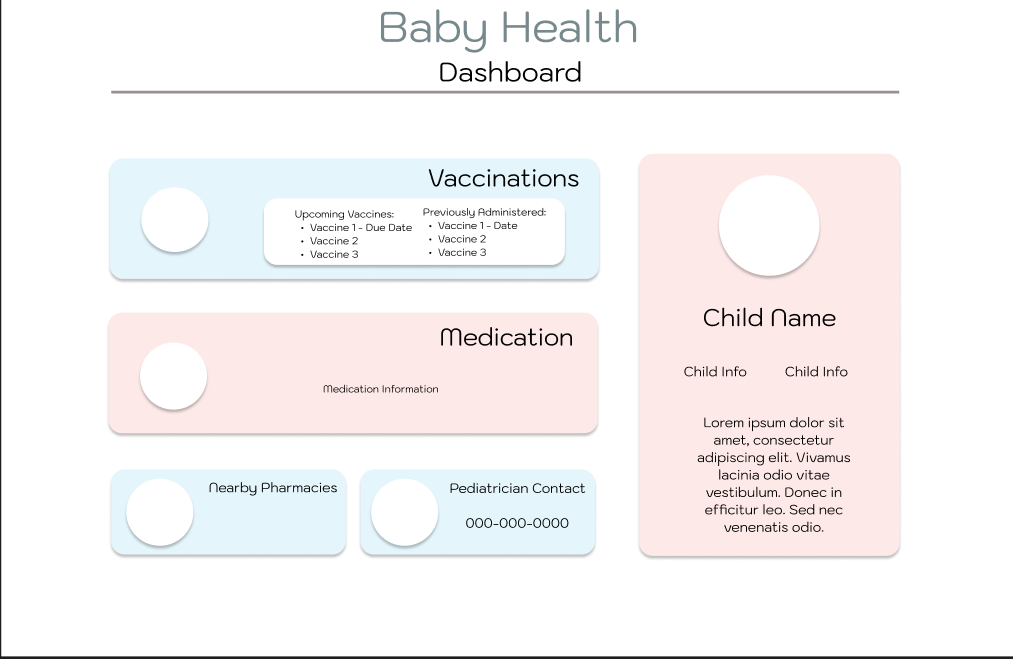 Baby Health
Dashboard
Vaccinations
Upcoming Vaccines:
• Vaccine 1 - Due Date
• Vaccine 2
• Vaccine 3
Previously Administered:
• Vaccine 1 - Date
• Vaccine 2
• Vaccine 3
Medication
Medication Information
Nearby Pharmacies
Pediatrician Contact
000-000-0000
Child Name
Child Info
Child Info
Lorem ipsum dolor sit
amet, consectetur
adipiscing elit. Vivamus
lacinia odio vitae
vestibulum. Donec in
efficitur leo. Sed nec
venenatis odio.